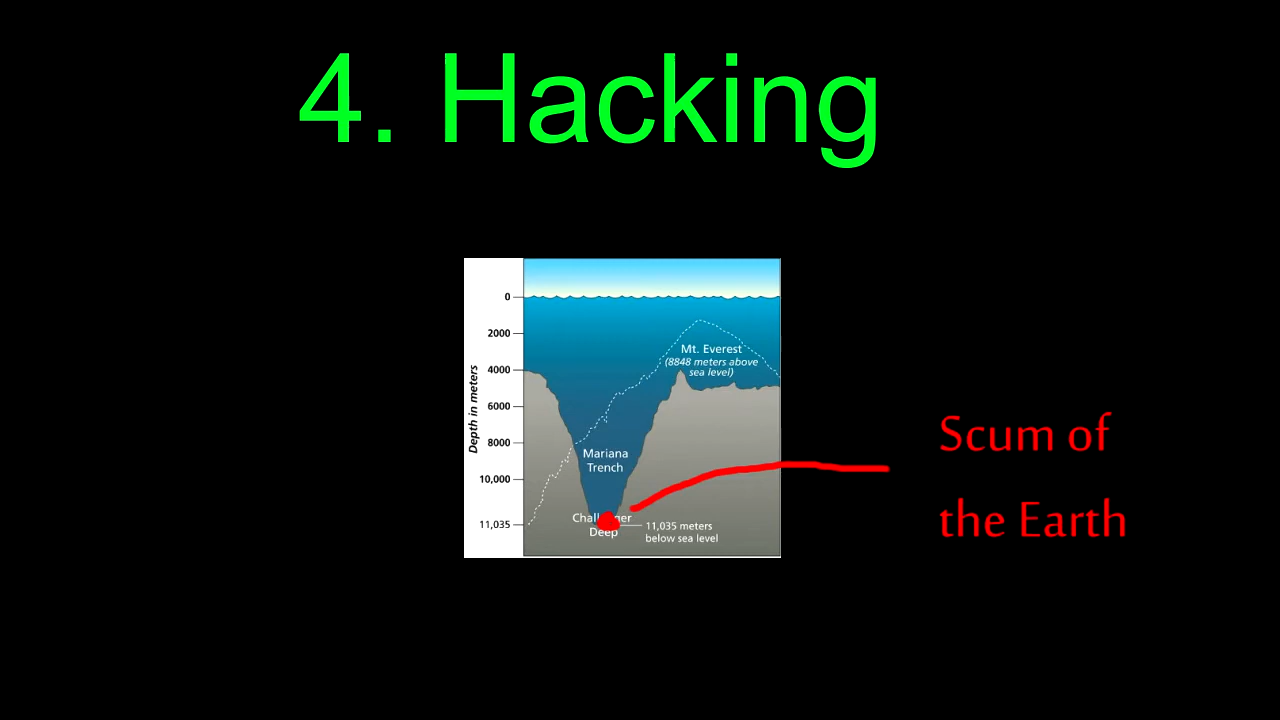 4. Hacking
0
2000
4000
6000
8000
10,000
11,035
Depth in meters
Mt. Everest
(8848 meters above
sea level)
Mariana
Trench
Challenger
Deep
11,035 meters
below sea level
Scum of
the Earth